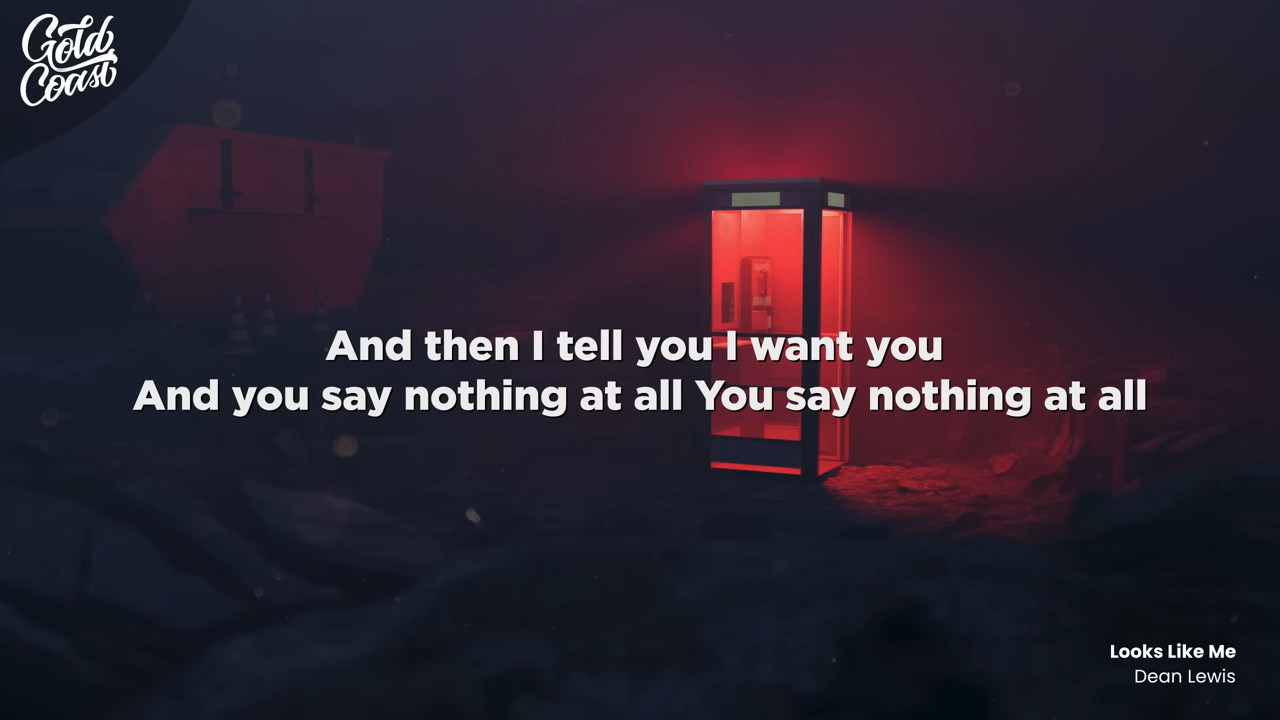 Gold
Coast
And then I tell you I want you
And you say nothing at all You say nothing at all
Looks Like Me
Dean Lewis